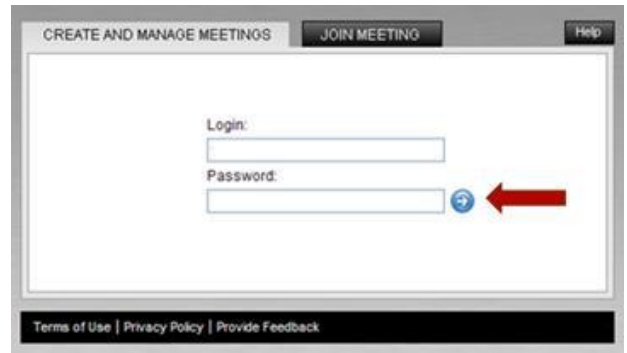 CREATE AND MANAGE MEETINGS JOIN MEETING Help
Login:
Password:
Terms of Use | Privacy Policy | Provide Feedback